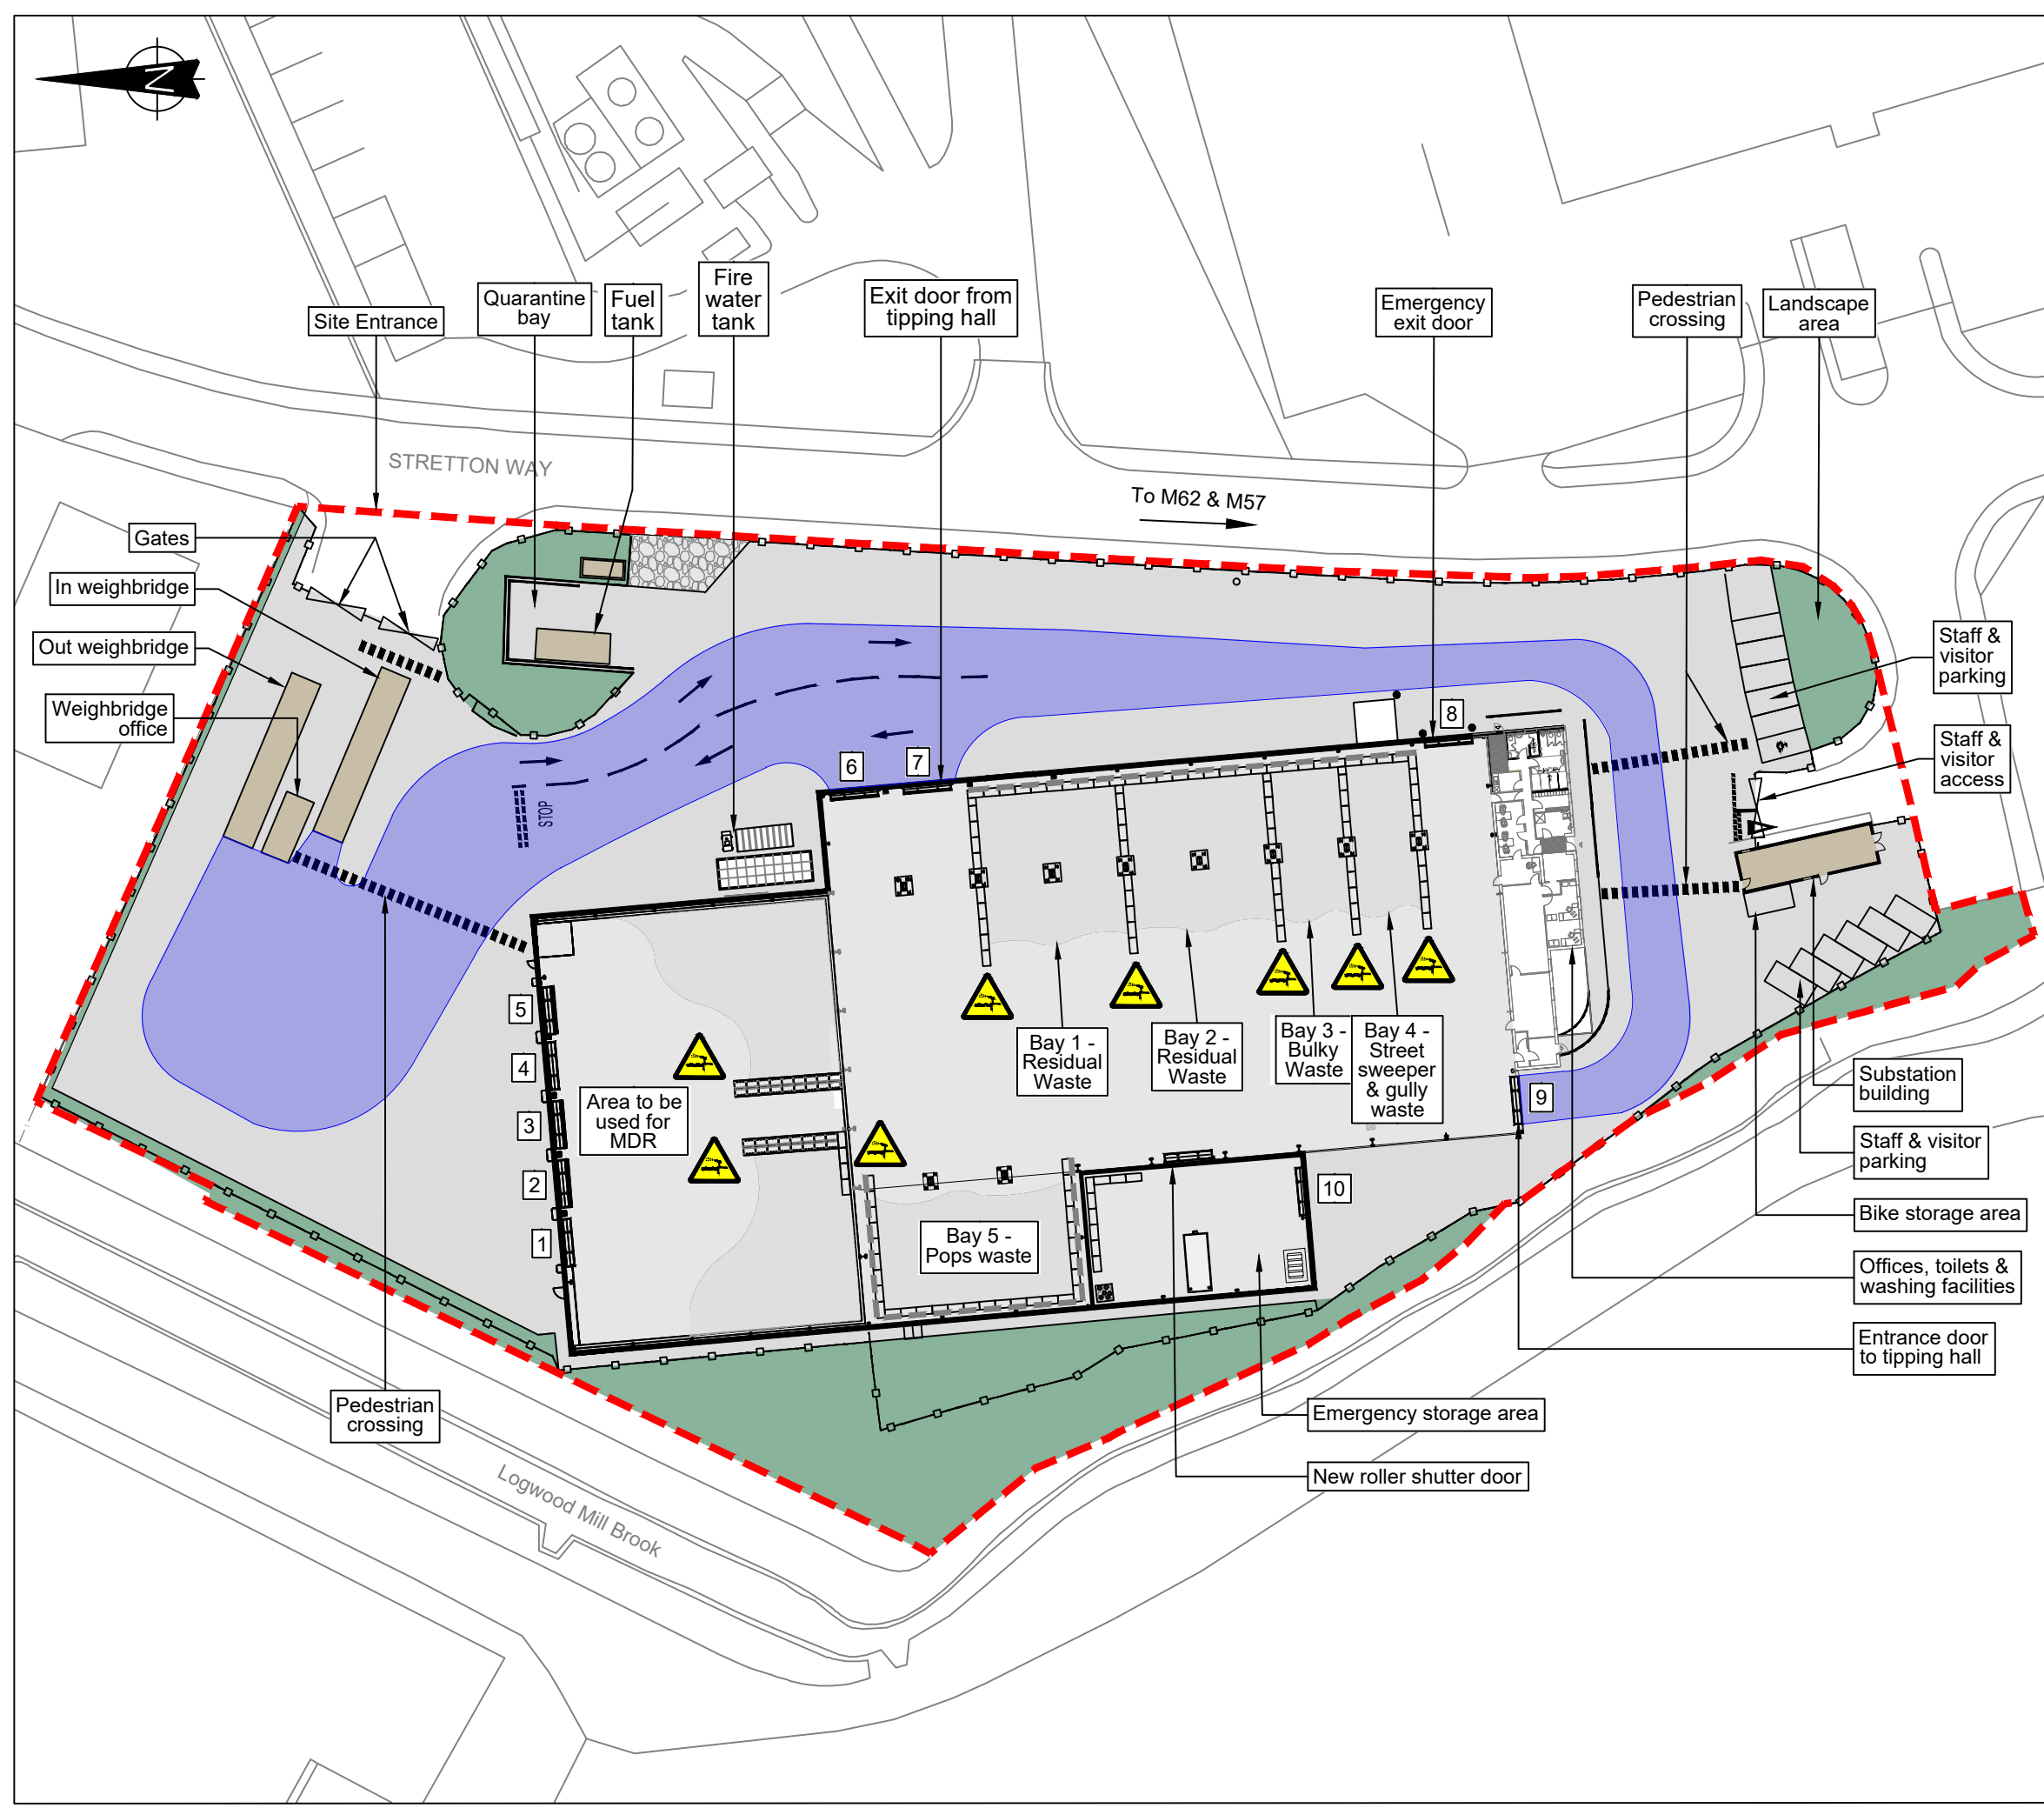 N
Site Entrance
Quarantine
bay
Fuel
tank
Fire
water
tank
Exit door from
tipping hall
Emergency
exit door
Pedestrian
crossing
Landscape
area
STRETTON WAY
To M62 & M57
Gates
In weighbridge
Out weighbridge
Weighbridge
office
STOP
6
7
8
Staff &
visitor
parking
Staff &
visitor
access
5
4
3
2
1
Area to be
used for
MDR
Bay 1 -
Residual
Waste
Bay 2 -
Residual
Waste
Bay 3 -
Bulky
Waste
Bay 4 -
Street
sweeper
& gully
waste
9
10
Bay 5 -
Pops waste
Substation
building
Staff & visitor
parking
Bike storage area
Offices, toilets &
washing facilities
Entrance door
to tipping hall
Pedestrian
crossing
Emergency storage area
New roller shutter door
Logwood Mill Brook